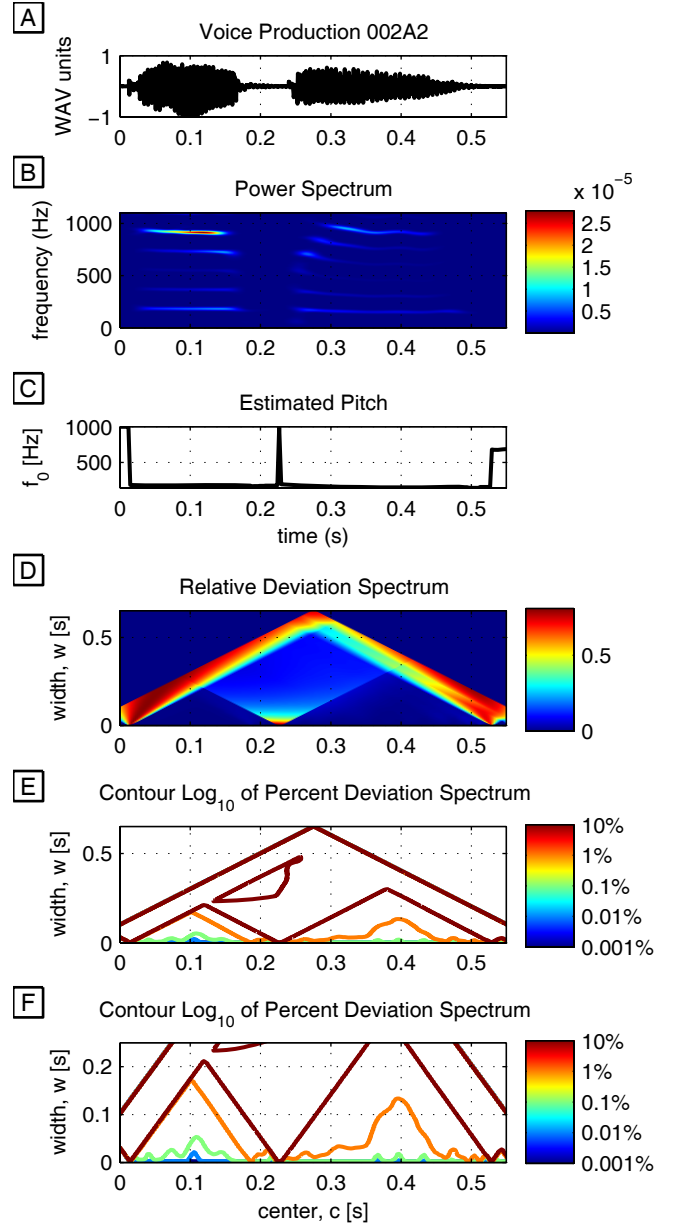 A
Voice Production 002A2
WAV units
1
−1
0 0.1 0.2 0.3 0.4 0.5
B
Power Spectrum
x 10^-5
frequency (Hz)
1000
500
0
0 0.1 0.2 0.3 0.4 0.5
2.5
2
1.5
1
0.5
C
Estimated Pitch
f_0 [Hz]
1000
500
0 0.1 0.2 0.3 0.4 0.5
time (s)
D
Relative Deviation Spectrum
width, w [s]
0.5
0
0 0.1 0.2 0.3 0.4 0.5
0.5
0
E
Contour Log_10 of Percent Deviation Spectrum
width, w [s]
0.5
0
0 0.1 0.2 0.3 0.4 0.5
10%
1%
0.1%
0.01%
0.001%
F
Contour Log_10 of Percent Deviation Spectrum
width, w [s]
0.2
0.1
0
0 0.1 0.2 0.3 0.4 0.5
center, c [s]
10%
1%
0.1%
0.01%
0.001%